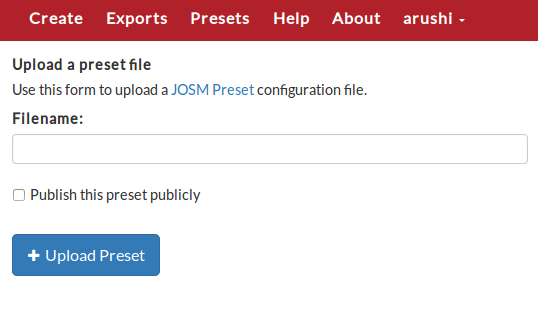 Create Exports Presets Help About arushi
Upload a preset file
Use this form to upload a JOSM Preset configuration file.
Filename:
Publish this preset publicly
+ Upload Preset